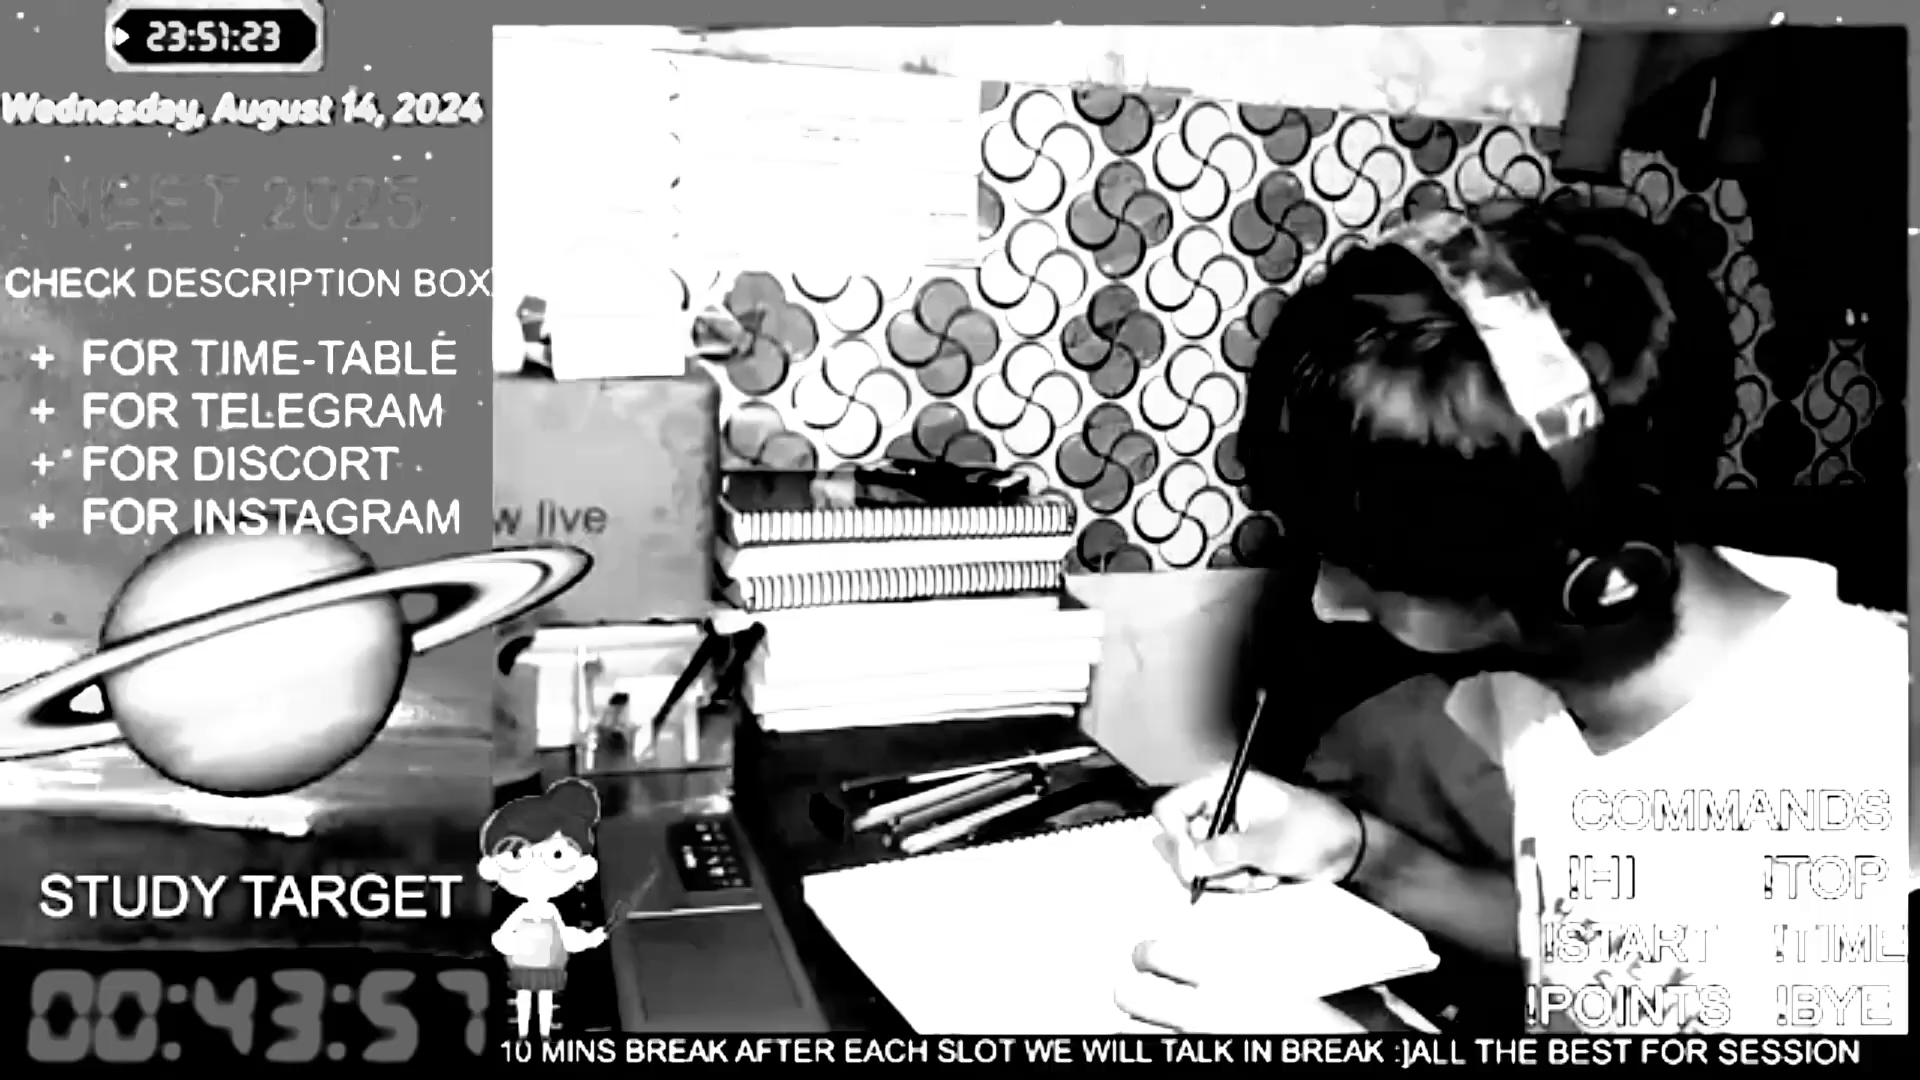 23:51:23
Wednesday, August 14, 2024
NEET 2025
CHECK DESCRIPTION BOX
+ FOR TIME-TABLE
+ FOR TELEGRAM
+ FOR DISCORT
+ FOR INSTAGRAM
w live
STUDY TARGET
00:43:57
COMMANDS
!HI !TOP
!START !TIME
!POINTS !BYE
10 MINS BREAK AFTER EACH SLOT WE WILL TALK IN BREAK :)ALL THE BEST FOR SESSION